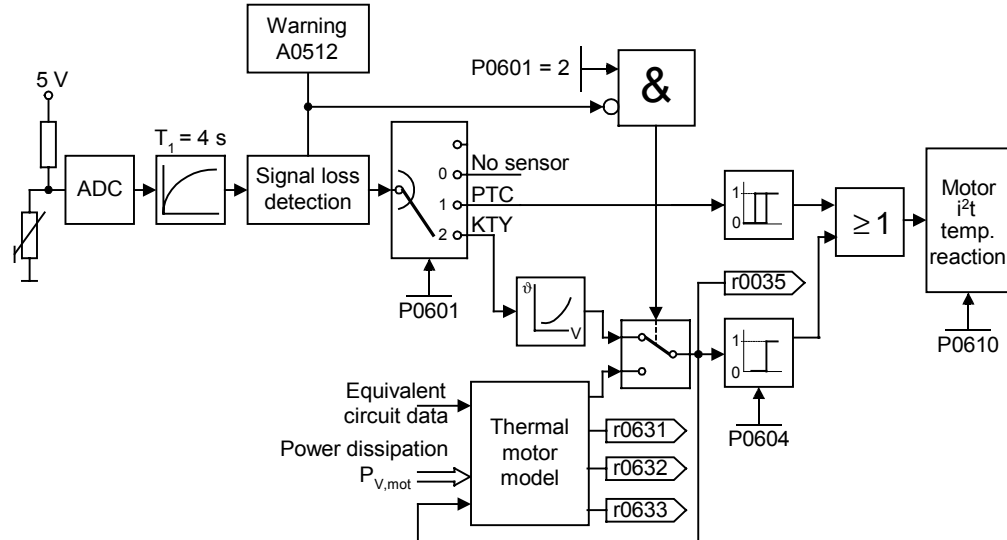 Warning
A0512
P0601 = 2
&
5 V
T1 = 4 s
ADC
Signal loss
detection
No sensor
0
PTC
1
KTY
2
P0601
ϑ
V
1
0
≥ 1
Motor
i²t
temp.
reaction
P0610
r0035
1
0
P0604
Equivalent
circuit data
Power dissipation
PV,mot
Thermal
motor
model
r0631
r0632
r0633